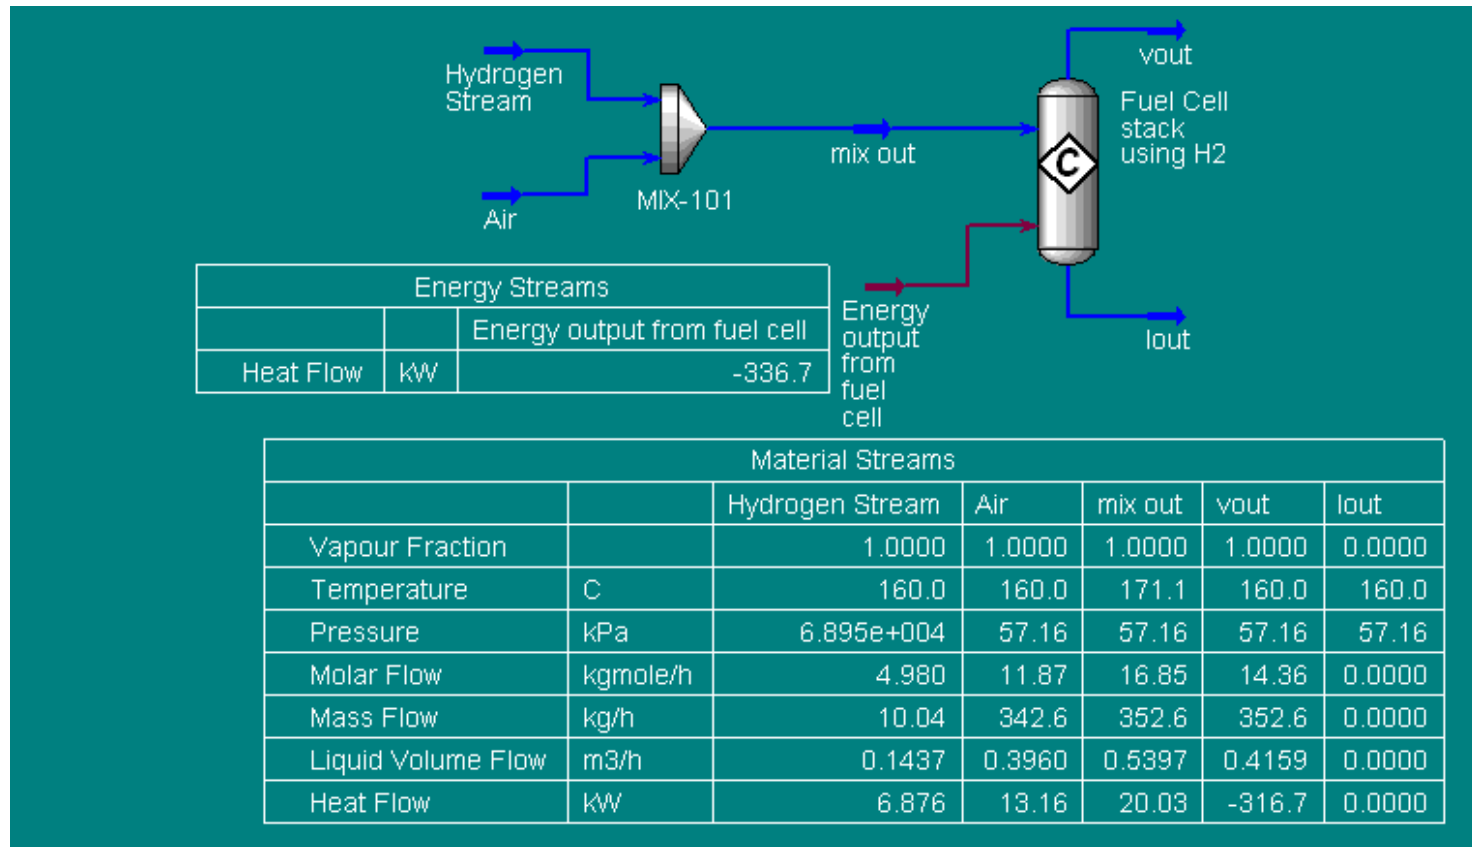 vout
Hydrogen
Stream
Fuel Cell
stack
using H2
C
mix out
MIX-101
Air
Energy Streams
Energy output from fuel cell
Heat Flow kW -336.7
Energy
output
from
fuel
cell
lout
Material Streams
Hydrogen Stream Air mix out vout lout
Vapour Fraction 1.0000 1.0000 1.0000 1.0000 0.0000
Temperature C 160.0 160.0 171.1 160.0 160.0
Pressure kPa 6.895e+004 57.16 57.16 57.16 57.16
Molar Flow kgmole/h 4.980 11.87 16.85 14.36 0.0000
Mass Flow kg/h 10.04 342.6 352.6 352.6 0.0000
Liquid Volume Flow m3/h 0.1437 0.3960 0.5397 0.4159 0.0000
Heat Flow kW 6.876 13.16 20.03 -316.7 0.0000